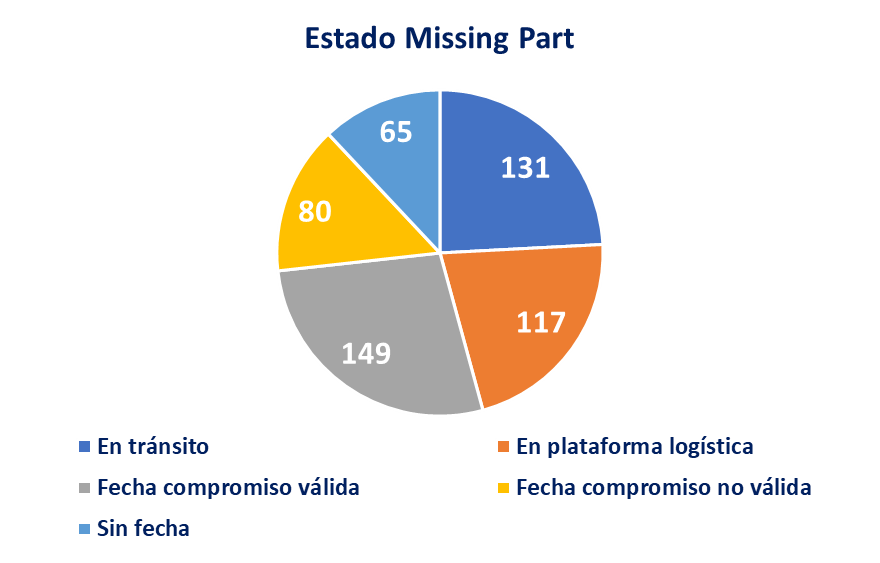 Estado Missing Part
65
131
80
117
149
En tránsito
En plataforma logística
Fecha compromiso válida
Fecha compromiso no válida
Sin fecha